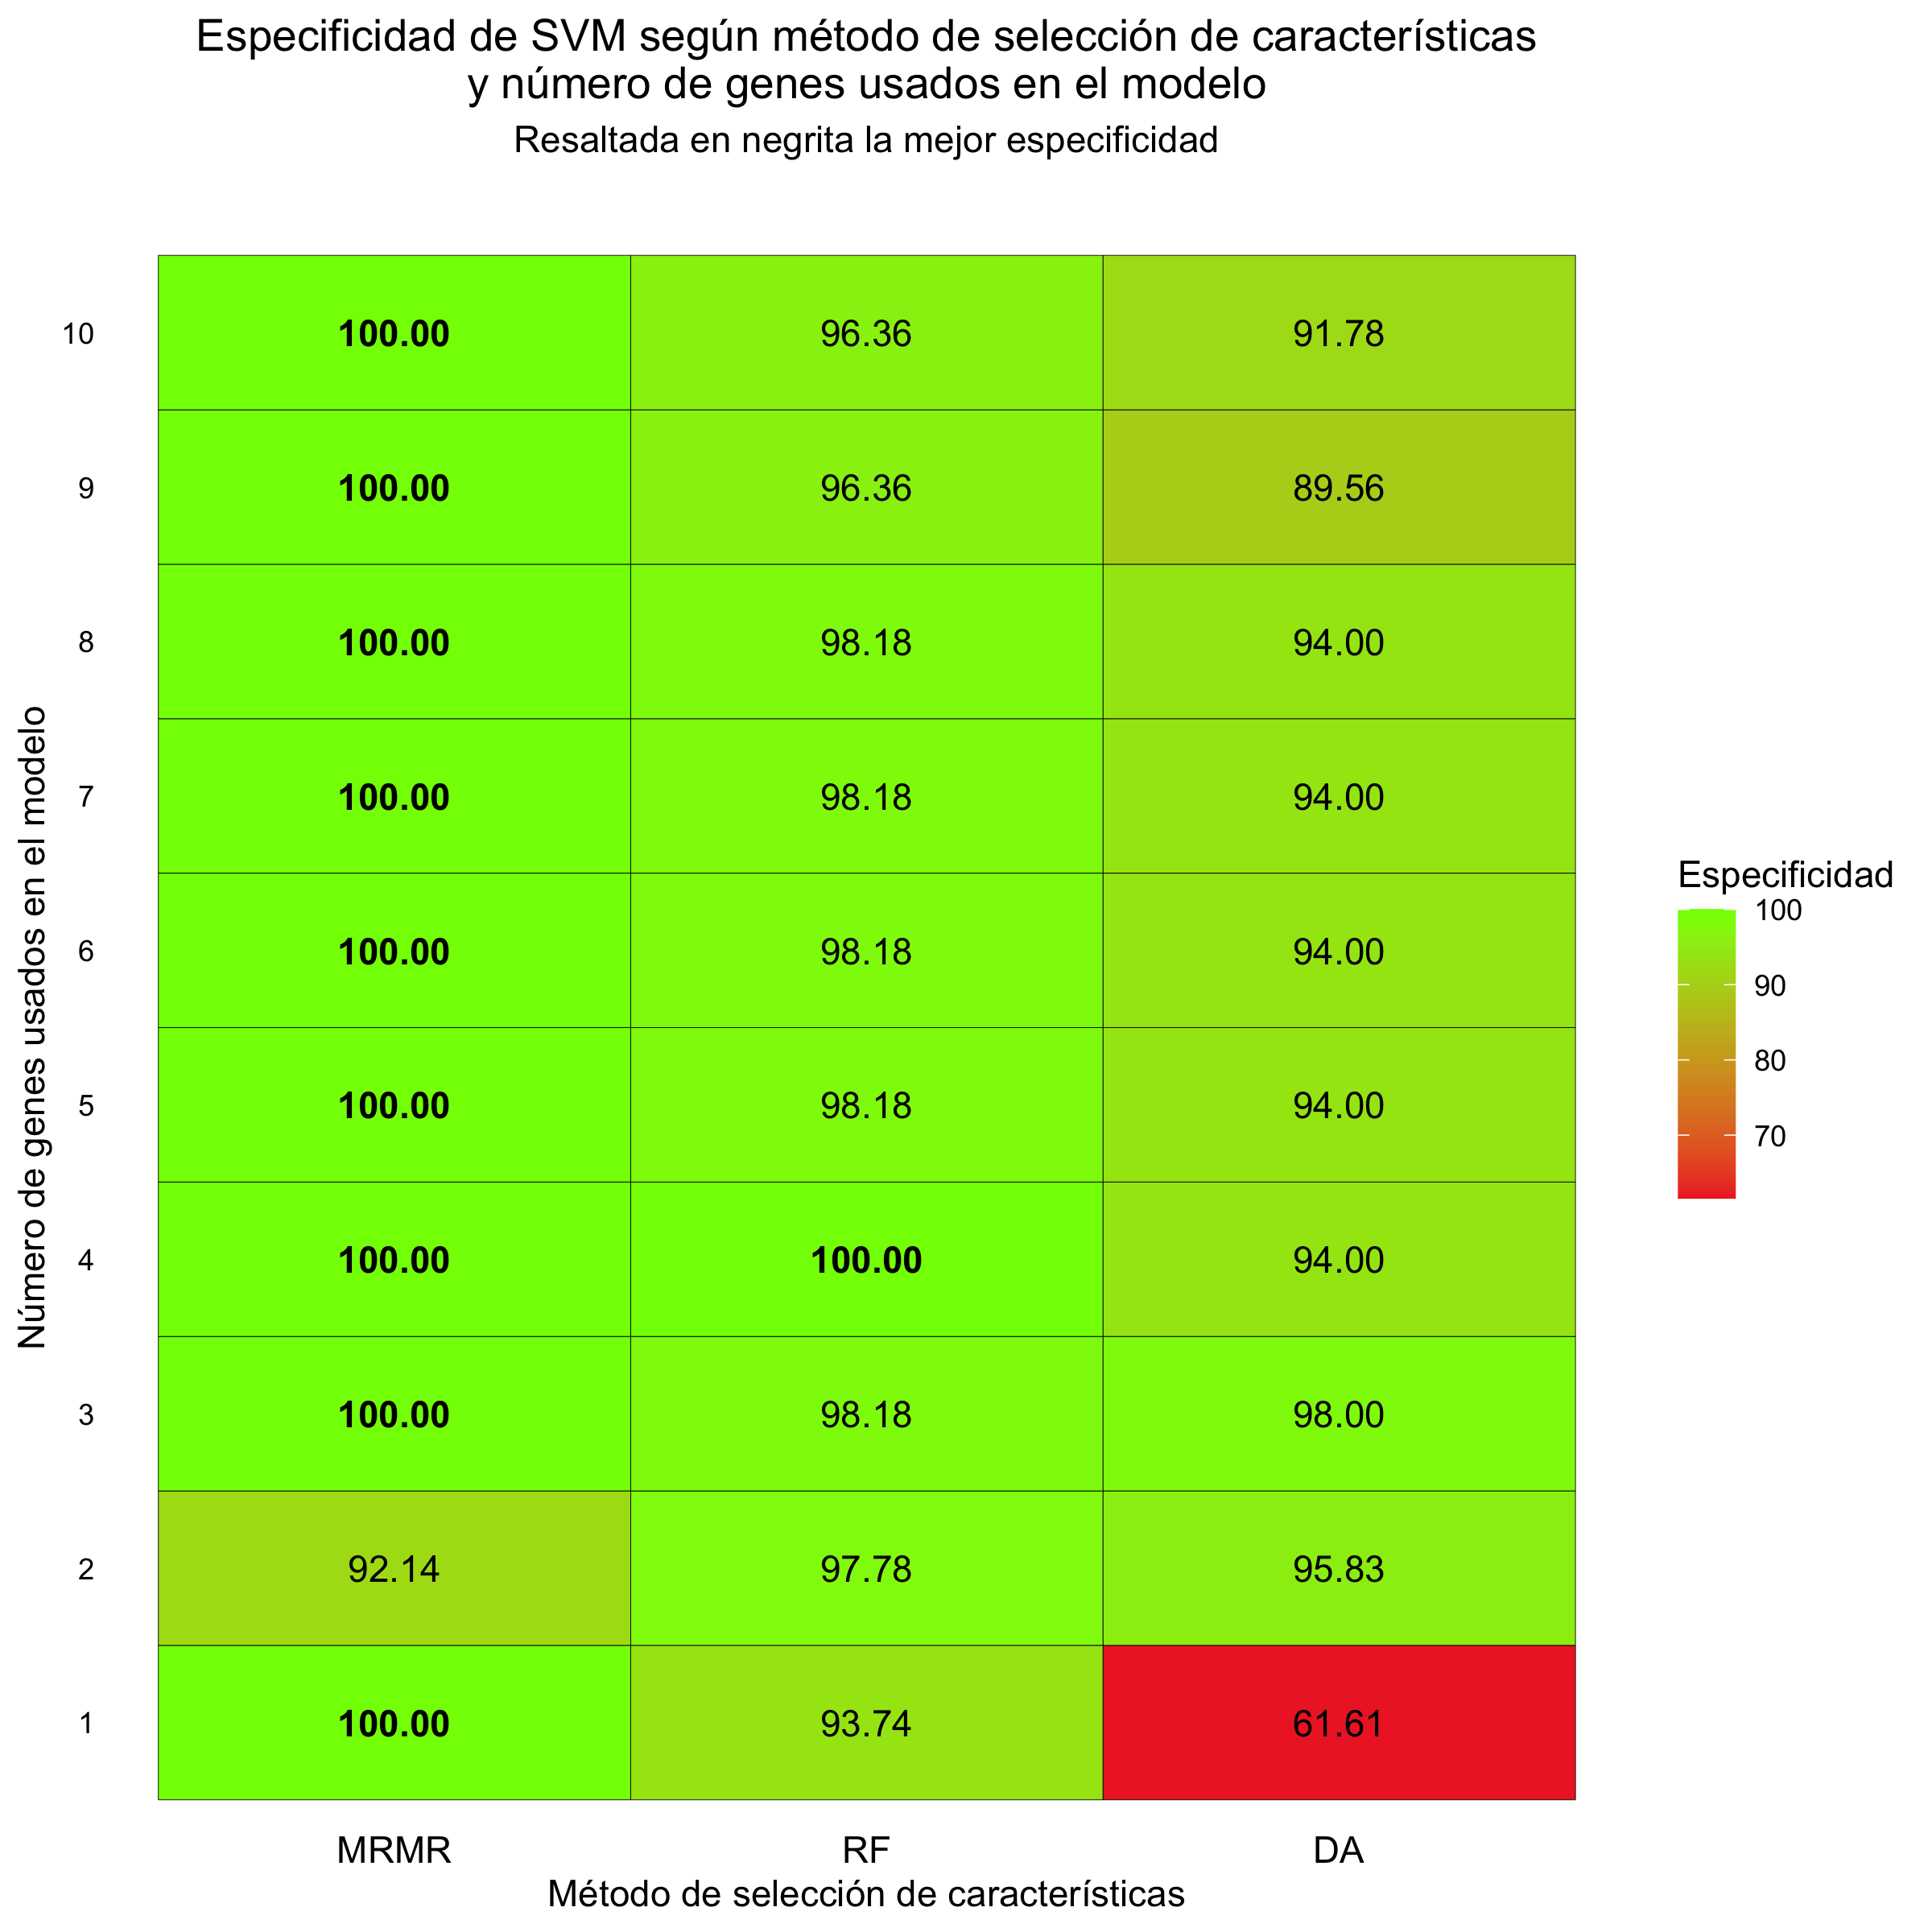 Especificidad de SVM según método de selección de características
y número de genes usados en el modelo
Resaltada en negrita la mejor especificidad
Número de genes usados en el modelo
10 100.00 96.36 91.78
9 100.00 96.36 89.56
8 100.00 98.18 94.00
7 100.00 98.18 94.00
6 100.00 98.18 94.00
5 100.00 98.18 94.00
4 100.00 100.00 94.00
3 100.00 98.18 98.00
2 92.14 97.78 95.83
1 100.00 93.74 61.61
MRMR RF DA
Método de selección de características
Especificidad
100
90
80
70